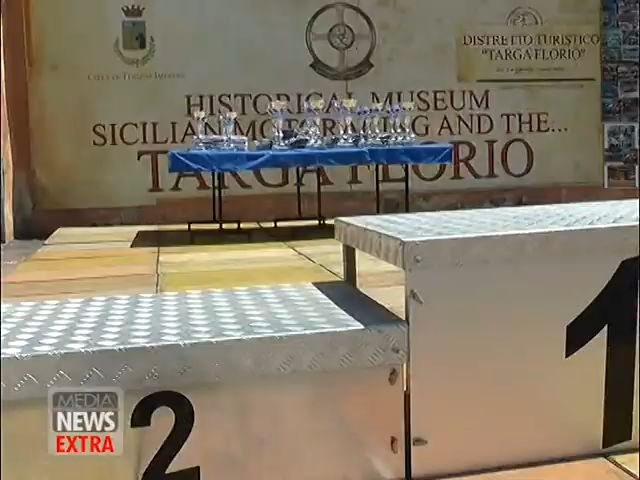 DISTRETTO TURISTICO
"TARGA FLORIO"
HISTORICAL MUSEUM
SICILIAN MOTORING AND THE...
TARGA FLORIO
1
2
MEDIA
NEWS
EXTRA